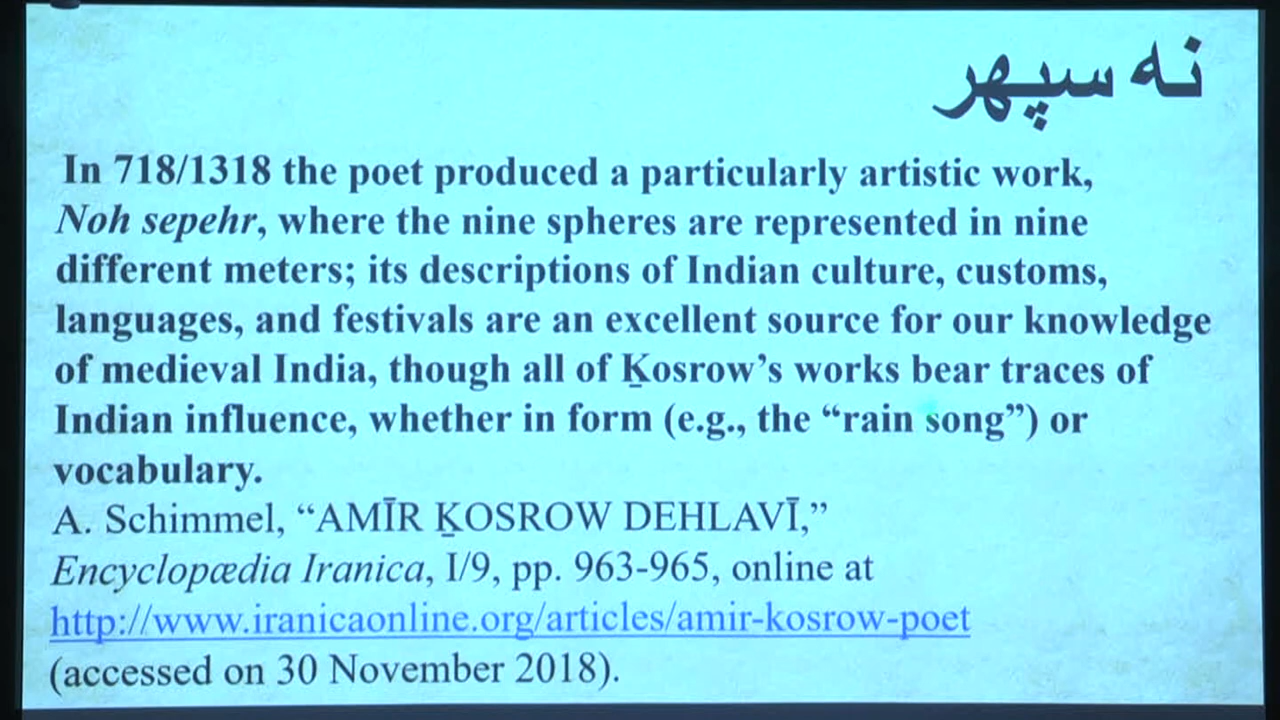 نه سپهر
In 718/1318 the poet produced a particularly artistic work,
Noh sepehr, where the nine spheres are represented in nine
different meters; its descriptions of Indian culture, customs,
languages, and festivals are an excellent source for our knowledge
of medieval India, though all of Ḵosrow’s works bear traces of
Indian influence, whether in form (e.g., the “rain song”) or
vocabulary.
A. Schimmel, “AMĪR ḴOSROW DEHLAVĪ,”
Encyclopædia Iranica, I/9, pp. 963-965, online at
http://www.iranicaonline.org/articles/amir-kosrow-poet
(accessed on 30 November 2018).